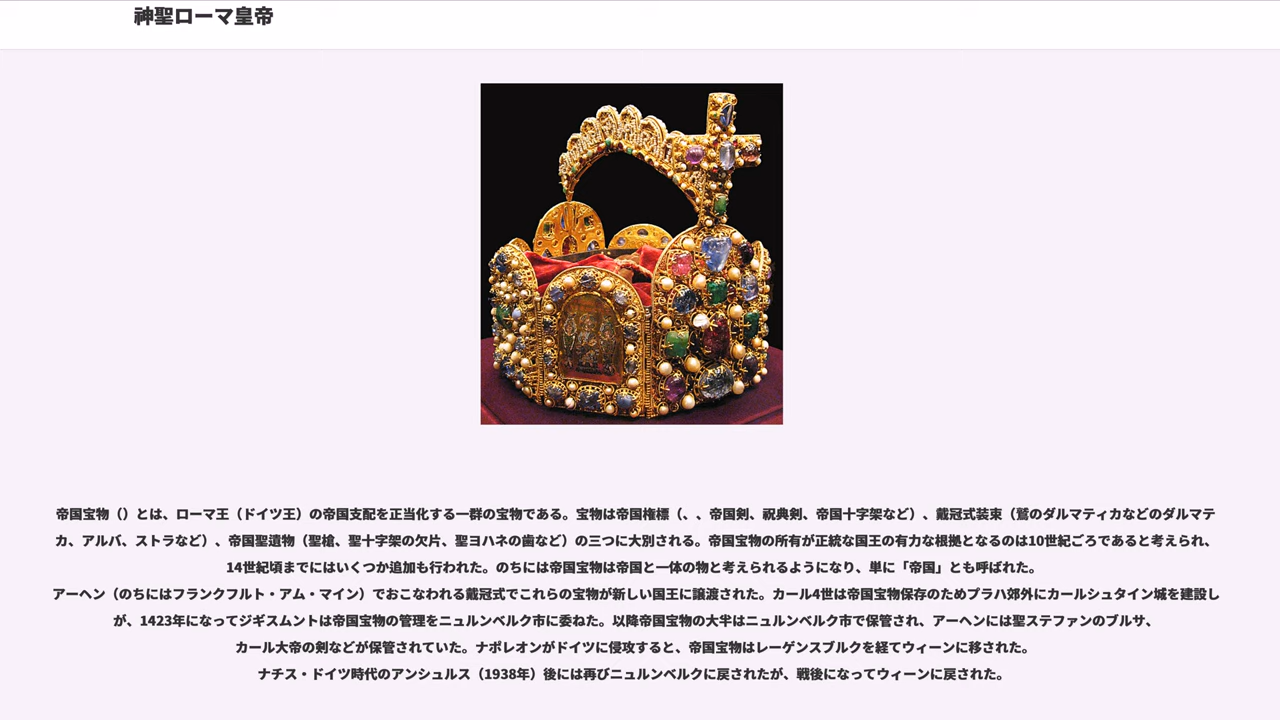 神聖ローマ皇帝
帝国宝物（）とは、ローマ王（ドイツ王）の帝国支配を正当化する一群の宝物である。宝物は帝国権標（、、帝国剣、祝典剣、帝国十字架など）、戴冠式装束（鷲のダルマティカなどのダルマテ
カ、アルバ、ストラなど）、帝国聖遺物（聖槍、聖十字架の欠片、聖ヨハネの歯など）の三つに大別される。帝国宝物の所有が正統な国王の有力な根拠となるのは10世紀ごろであると考えられ、
14世紀頃までにはいくつか追加も行われた。のちには帝国宝物は帝国と一体の物と考えられるようになり、単に「帝国」とも呼ばれた。
アーヘン（のちにはフランクフルト・アム・マイン）でおこなわれる戴冠式でこれらの宝物が新しい国王に譲渡された。カール4世は帝国宝物保存のためプラハ郊外にカールシュタイン城を建設し
が、1423年になってジギスムントは帝国宝物の管理をニュルンベルク市に委ねた。以降帝国宝物の大半はニュルンベルク市で保管され、アーヘンには聖ステファンのブルサ、
カール大帝の剣などが保管されていた。ナポレオンがドイツに侵攻すると、帝国宝物はレーゲンスブルクを経てウィーンに移された。
ナチス・ドイツ時代のアンシュルス（1938年）後には再びニュルンベルクに戻されたが、戦後になってウィーンに戻された。